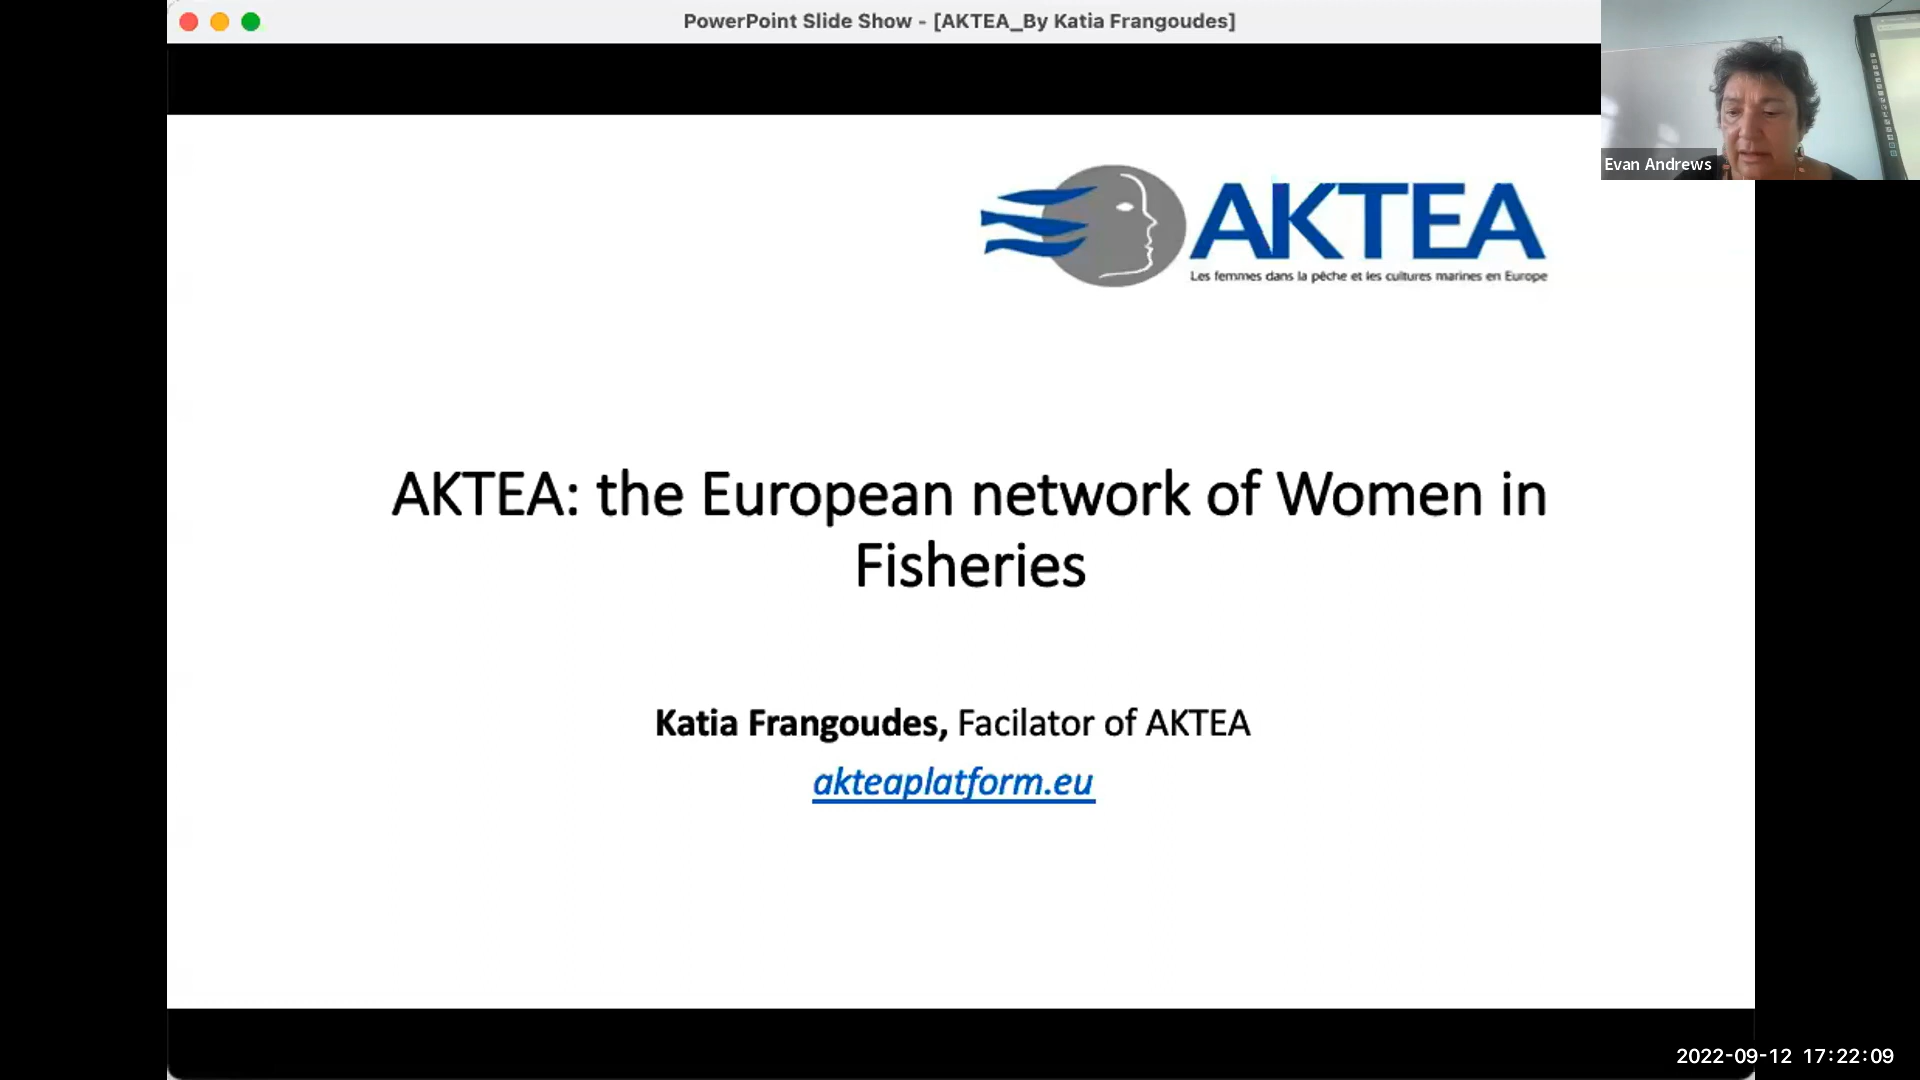 PowerPoint Slide Show - [AKTEA_By Katia Frangoudes]
Evan Andrews
AKTEA
Les femmes dans la pêche et les cultures marines en Europe
AKTEA: the European network of Women in
Fisheries
Katia Frangoudes, Facilator of AKTEA
akteaplatform.eu
2022-09-12 17:22:09